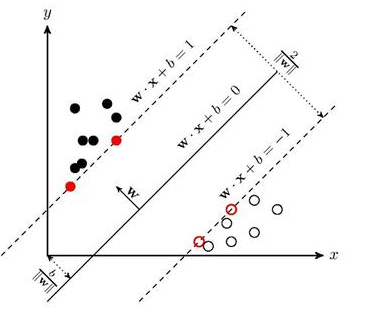 y
w · x + b = 1
2
‖w‖
w · x + b = 0
w · x + b = −1
w
x
b
‖w‖